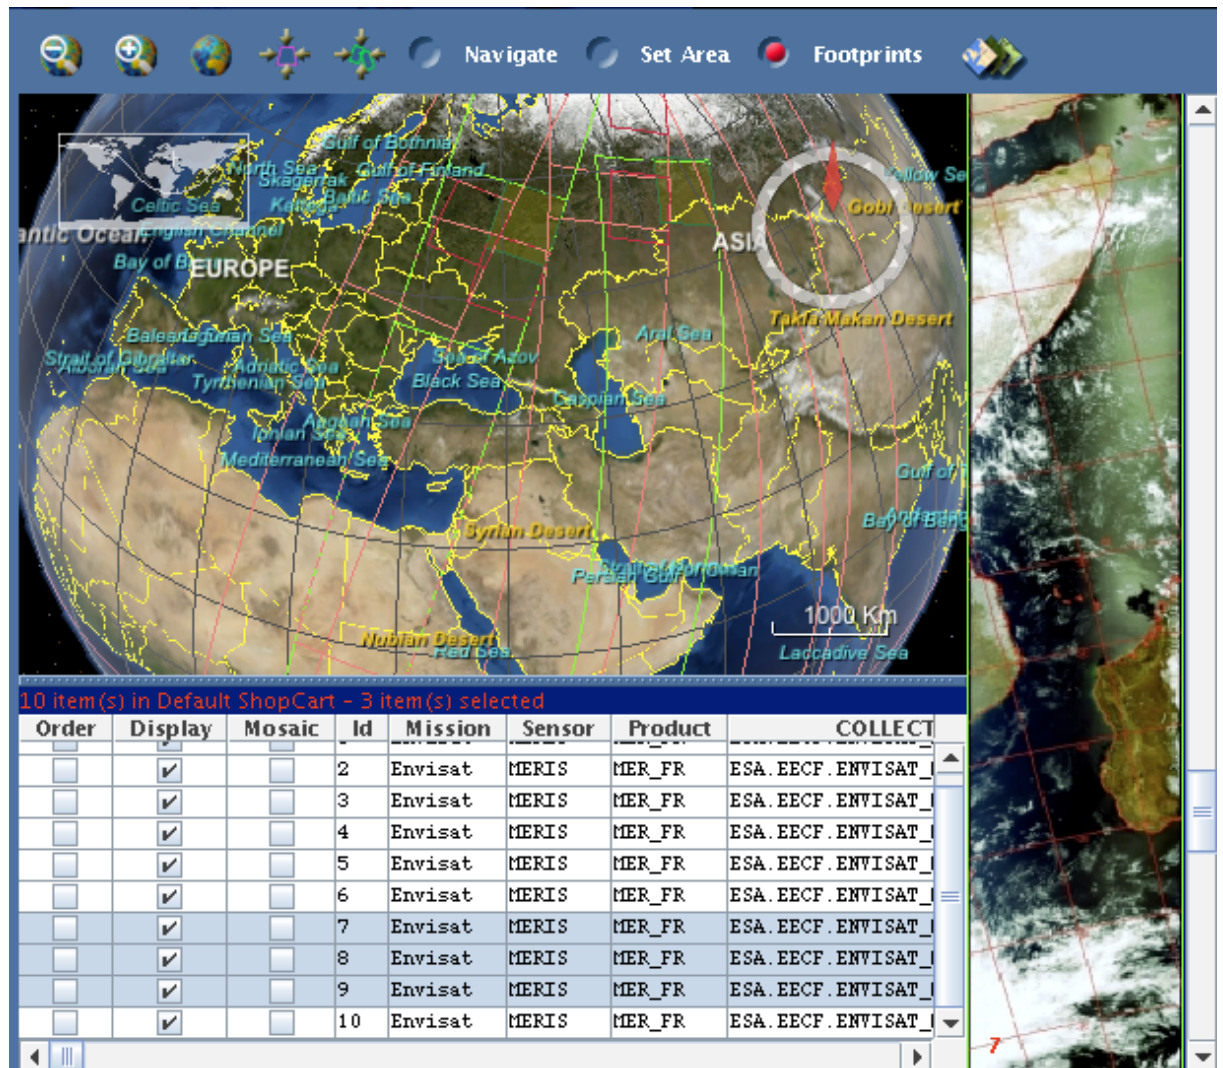 Navigate Set Area Footprints
Gulf of Bothnia
North Sea
Skagerrak
Gulf of Finland
Baltic Sea
Celtic Sea
English Channel
antic Ocean
Bay of
EUROPE
ASIA
Yellow Se
Gobi Desert
Takla Makan Desert
Aral Sea
Sea of Azov
Black Sea
Caspian Sea
Strait of Gibraltar
Alboran Sea
Adriatic Sea
Tyrrhenian Sea
Aegean Sea
Ionian Sea
Mediterranean Sea
Gulf of
Bay of Beng
Syrian Desert
Persian Gulf
1000 Km
Nubian Desert
Red Sea
Laccadive Sea
10 item(s) in Default ShopCart - 3 item(s) selected
Order Display Mosaic Id Mission Sensor Product COLLECT
2 Envisat MERIS MER_FR ESA.EECF.ENVISAT_
3 Envisat MERIS MER_FR ESA.EECF.ENVISAT_
4 Envisat MERIS MER_FR ESA.EECF.ENVISAT_
5 Envisat MERIS MER_FR ESA.EECF.ENVISAT_
6 Envisat MERIS MER_FR ESA.EECF.ENVISAT_
7 Envisat MERIS MER_FR ESA.EECF.ENVISAT_
8 Envisat MERIS MER_FR ESA.EECF.ENVISAT_
9 Envisat MERIS MER_FR ESA.EECF.ENVISAT_
10 Envisat MERIS MER_FR ESA.EECF.ENVISAT_
7